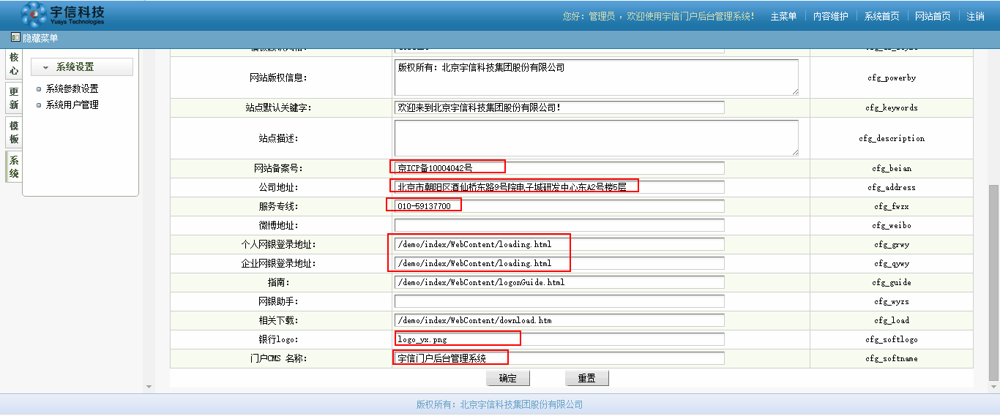 宇信科技
Yusys Technologies
您好：管理员 ，欢迎使用宇信门户后台管理系统！ 主菜单 内容维护 系统首页 网站首页 注销
隐藏菜单
核心
更新
模板
系统
系统设置
系统参数设置
系统用户管理
网站版权信息： 版权所有：北京宇信科技集团股份有限公司 cfg_powerby
站点默认关键字： 欢迎来到北京宇信科技集团股份有限公司！ cfg_keywords
站点描述： cfg_description
网站备案号： 京ICP备10004042号 cfg_beian
公司地址： 北京市朝阳区酒仙桥东路9号院电子城研发中心东A2号楼5层 cfg_address
服务专线： 010-59137700 cfg_fwzx
微博地址： cfg_weibo
个人网银登录地址： /demo/index/WebContent/loading.html cfg_grwy
企业网银登录地址： /demo/index/WebContent/loading.html cfg_qywy
指南： /demo/index/WebContent/logonGuide.html cfg_guide
网银助手： cfg_wyzs
相关下载： /demo/index/WebContent/download.htm cfg_load
银行logo： logo_yx.png cfg_softlogo
门户CMS 名称： 宇信门户后台管理系统 cfg_softname
确定 重置
版权所有：北京宇信科技集团股份有限公司